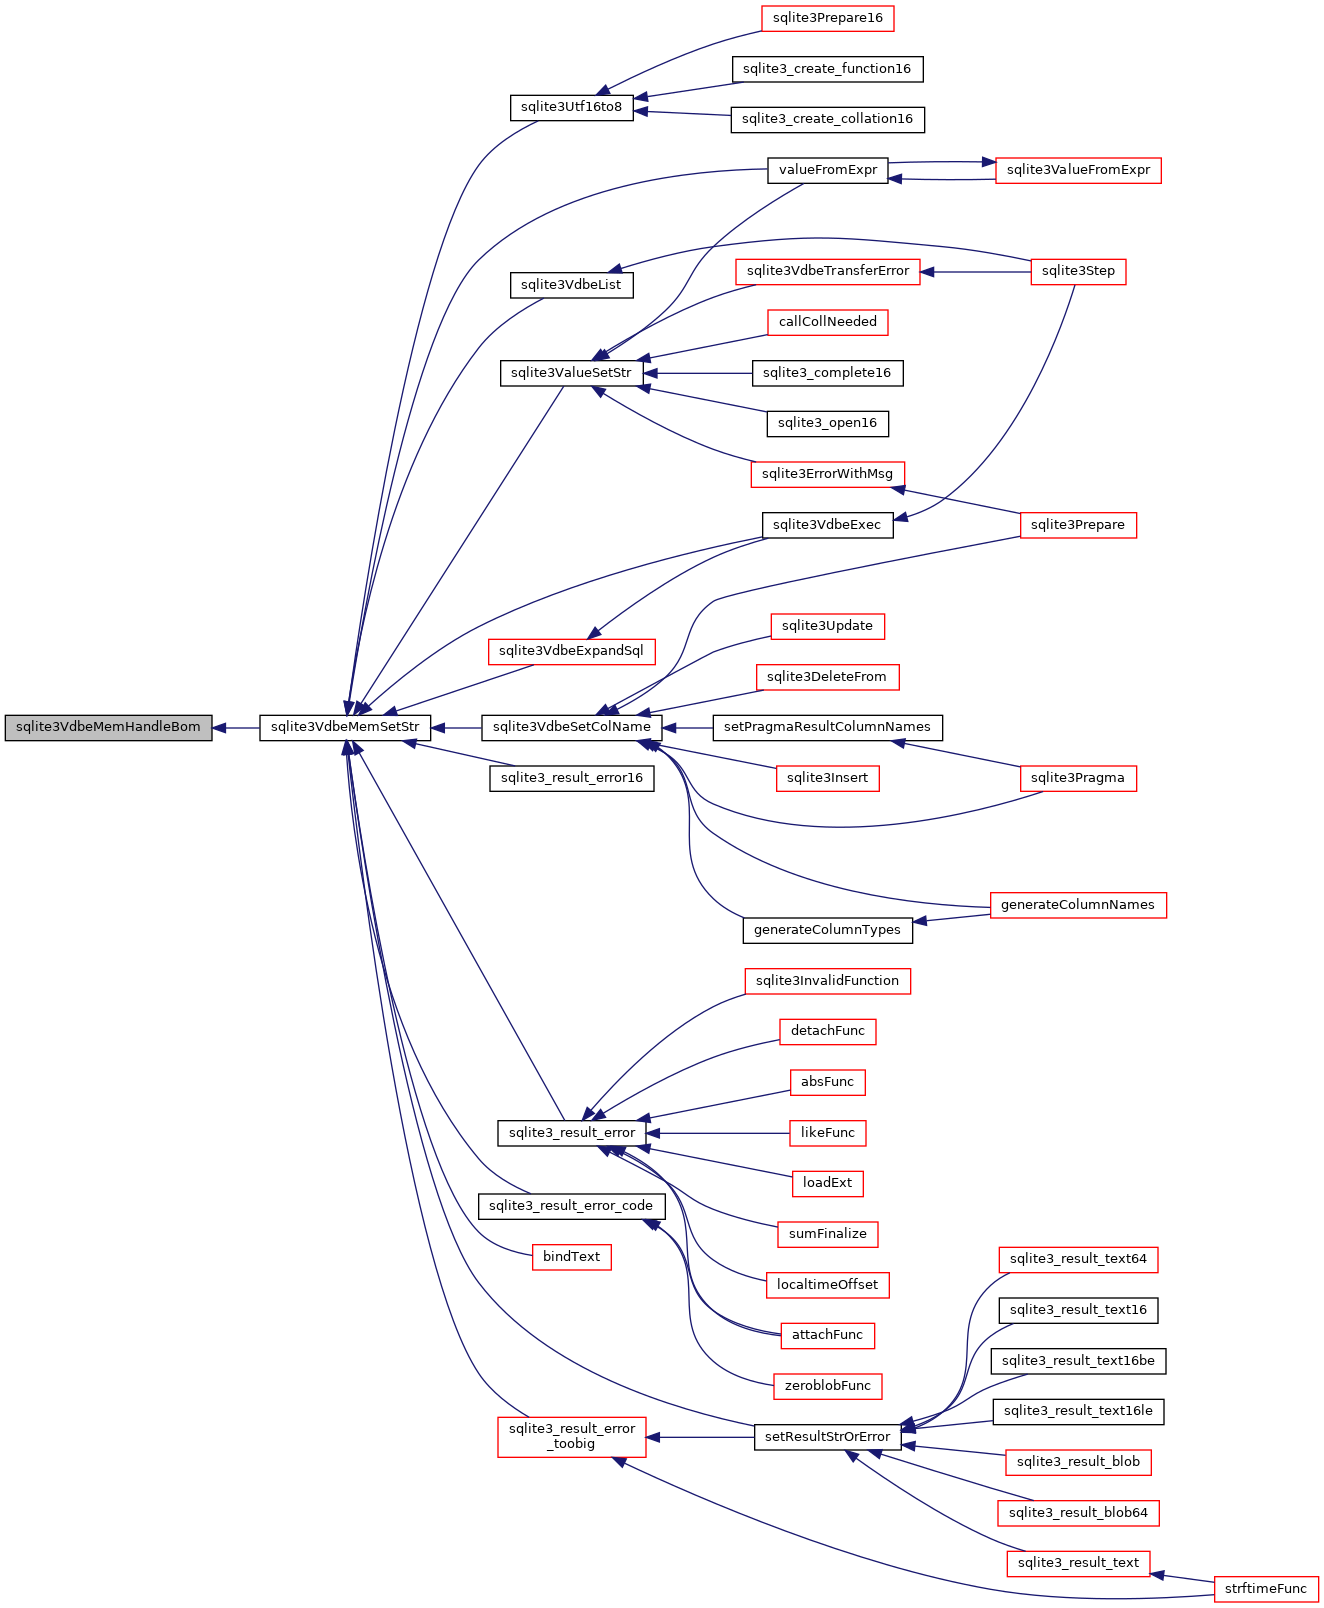 sqlite3Prepare16
sqlite3_create_function16
sqlite3Utf16to8
sqlite3_create_collation16
valueFromExpr
sqlite3ValueFromExpr
sqlite3VdbeTransferError
sqlite3Step
sqlite3VdbeList
callCollNeeded
sqlite3ValueSetStr
sqlite3_complete16
sqlite3_open16
sqlite3ErrorWithMsg
sqlite3VdbeExec
sqlite3Prepare
sqlite3Update
sqlite3VdbeExpandSql
sqlite3DeleteFrom
sqlite3VdbeMemHandleBom
sqlite3VdbeMemSetStr
sqlite3VdbeSetColName
setPragmaResultColumnNames
sqlite3_result_error16
sqlite3Insert
sqlite3Pragma
generateColumnNames
generateColumnTypes
sqlite3InvalidFunction
detachFunc
absFunc
sqlite3_result_error
likeFunc
loadExt
sqlite3_result_error_code
sumFinalize
bindText
sqlite3_result_text64
localtimeOffset
sqlite3_result_text16
attachFunc
sqlite3_result_text16be
zeroblobFunc
sqlite3_result_text16le
sqlite3_result_error
_toobig
setResultStrOrError
sqlite3_result_blob
sqlite3_result_blob64
sqlite3_result_text
strftimeFunc